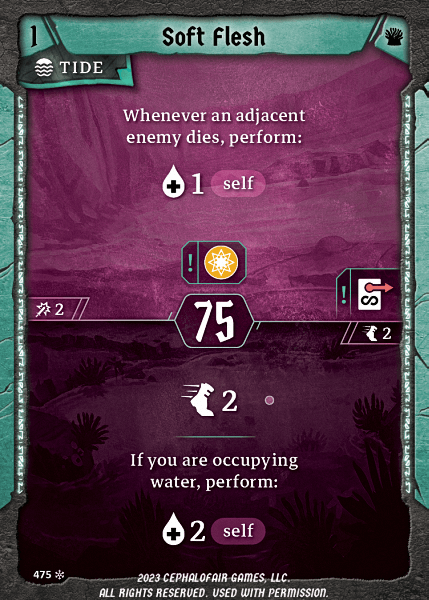 1
Soft Flesh
TIDE
Whenever an adjacent
enemy dies, perform:
1 self
!
!
2
75
2
2
If you are occupying
water, perform:
2 self
475
2023 CEPHALOFAIR GAMES, LLC.
ALL RIGHTS RESERVED. USED WITH PERMISSION.